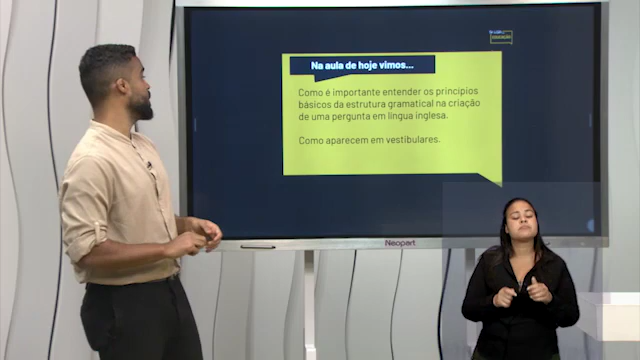 EDUCAÇÃO
Na aula de hoje vimos...
Como é importante entender os princípios
básicos da estrutura gramatical na criação
de uma pergunta em língua inglesa.
Como aparecem em vestibulares.
Neopart